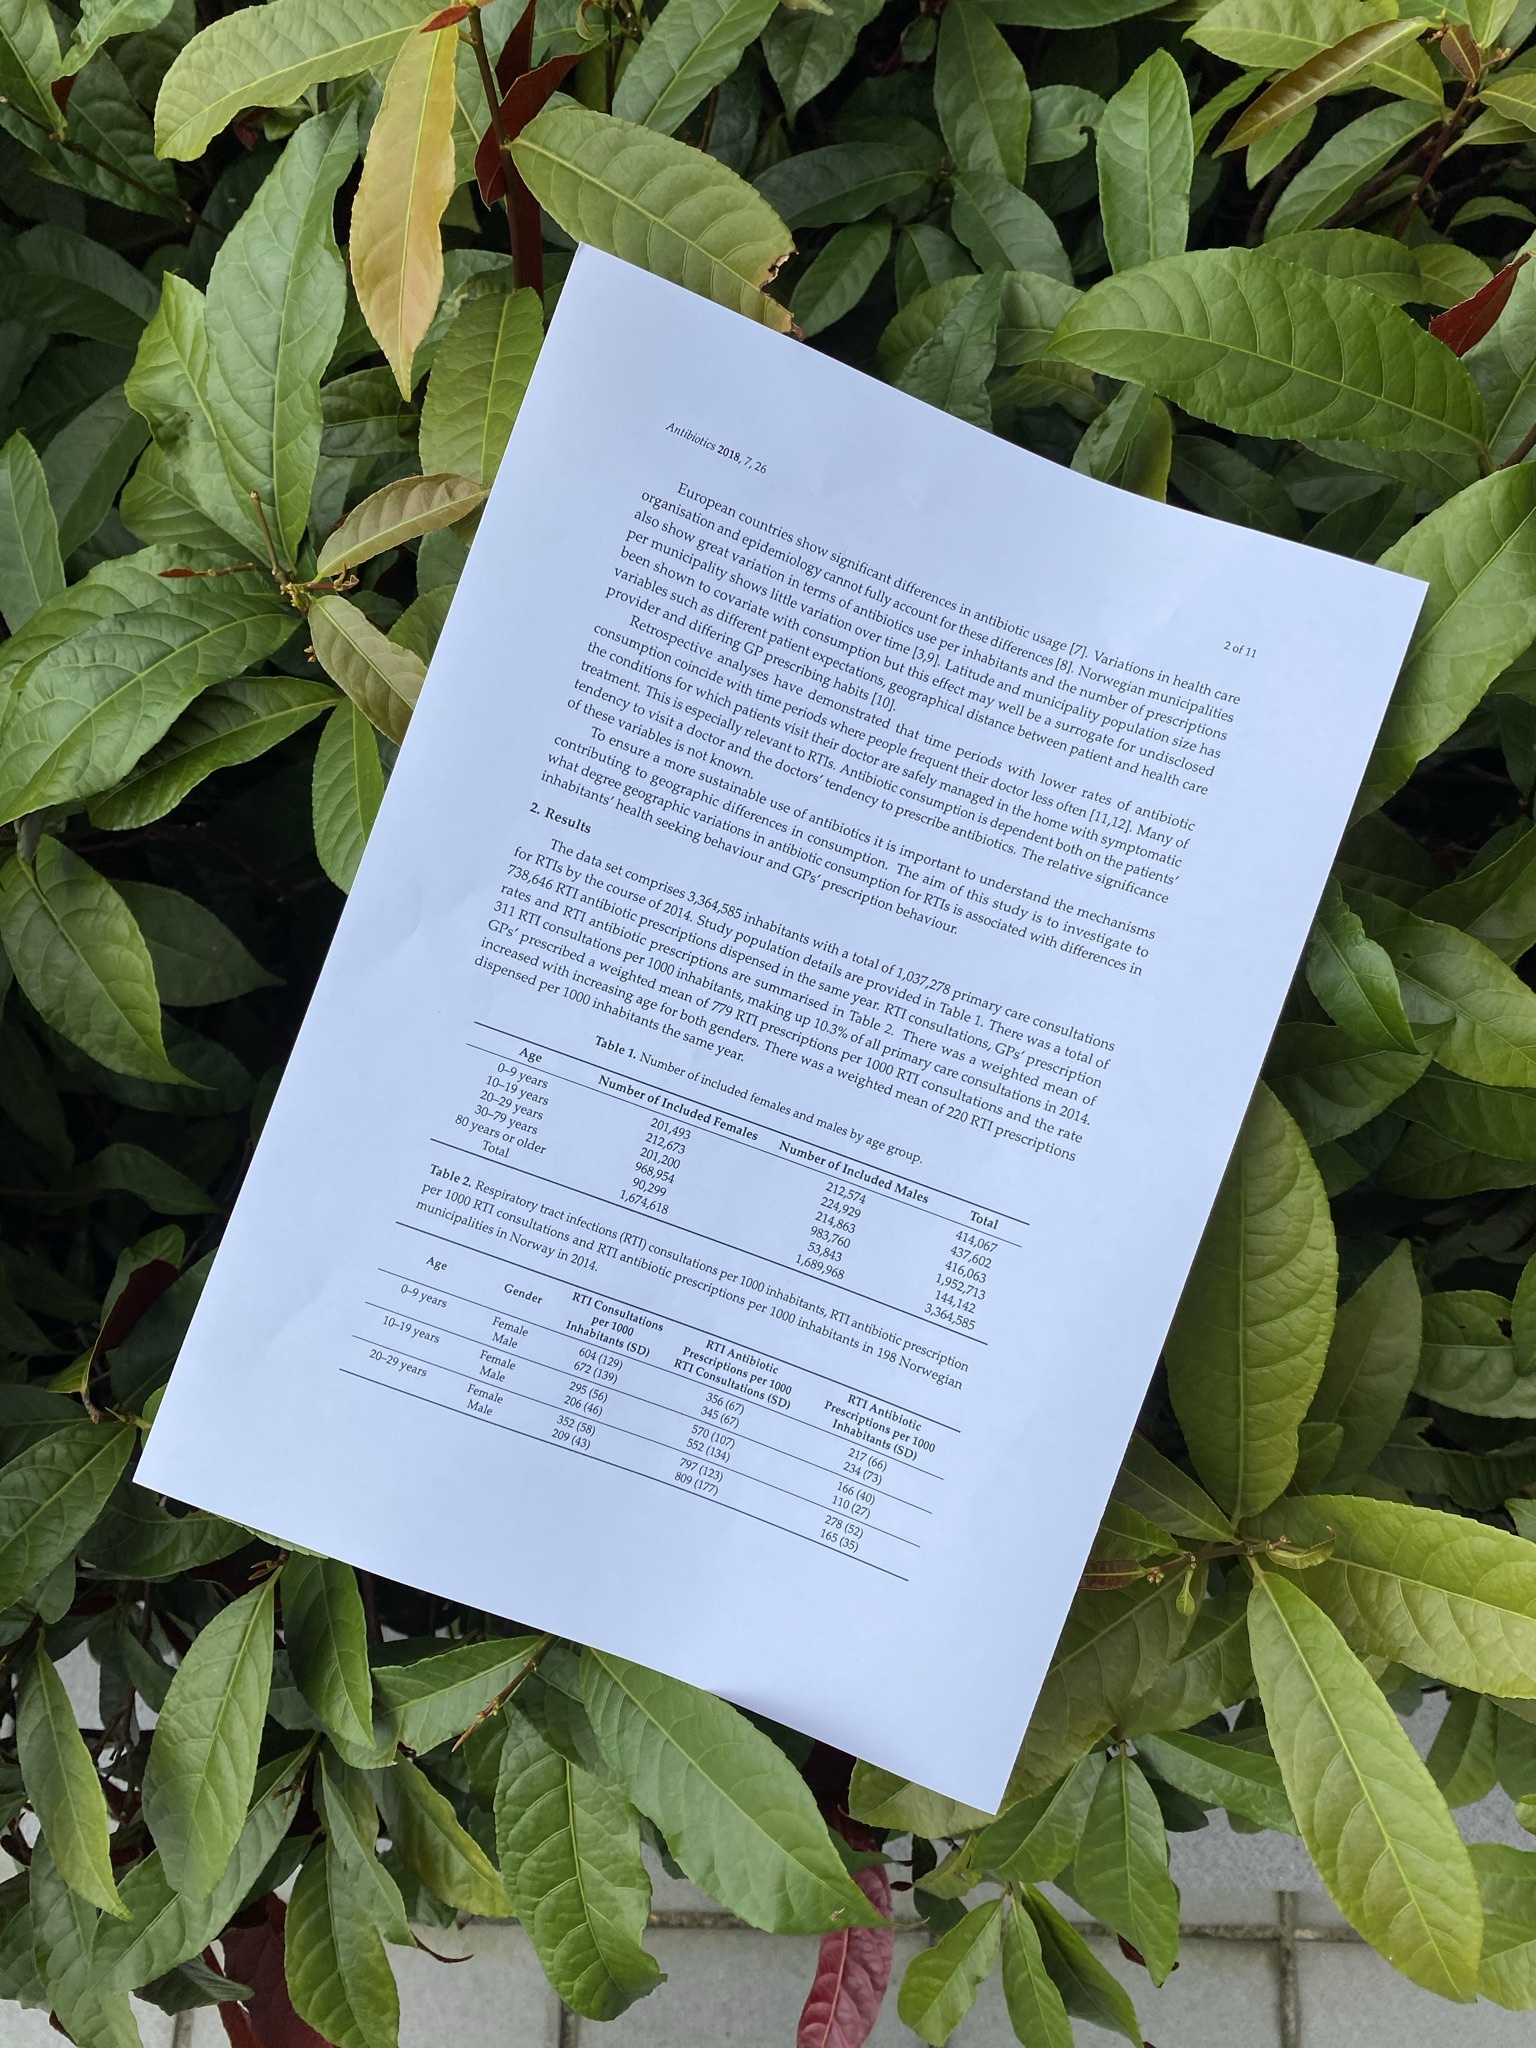 Antibiotics 2018, 7, 26
2 of 11
European countries show significant differences in antibiotic usage [7]. Variations in health care
organisation and epidemiology cannot fully account for these differences [8]. Norwegian municipalities
also show great variation in terms of antibiotics use per inhabitants and the number of prescriptions
per municipality shows little variation over time [3,9]. Latitude and municipality population size has
been shown to covariate with consumption but this effect may well be a surrogate for undisclosed
variables such as different patient expectations, geographical distance between patient and health care
provider and differing GP prescribing habits [10].
Retrospective analyses have demonstrated that time periods with lower rates of antibiotic
consumption coincide with time periods where people frequent their doctor less often [11,12]. Many of
the conditions for which patients visit their doctor are safely managed in the home with symptomatic
treatment. This is especially relevant to RTIs. Antibiotic consumption is dependent both on the patients'
tendency to visit a doctor and the doctors' tendency to prescribe antibiotics. The relative significance
of these variables is not known.
To ensure a more sustainable use of antibiotics it is important to understand the mechanisms
contributing to geographic differences in consumption. The aim of this study is to investigate to
what degree geographic variations in antibiotic consumption for RTIs is associated with differences in
inhabitants' health seeking behaviour and GPs' prescription behaviour.
2. Results
The data set comprises 3,364,585 inhabitants with a total of 1,037,278 primary care consultations
for RTIs by the course of 2014. Study population details are provided in Table 1. There was a total of
738,646 RTI antibiotic prescriptions dispensed in the same year. RTI consultations, GPs' prescription
rates and RTI antibiotic prescriptions are summarised in Table 2. There was a weighted mean of
311 RTI consultations per 1000 inhabitants, making up 10.3% of all primary care consultations in 2014.
GPs' prescribed a weighted mean of 779 RTI prescriptions per 1000 RTI consultations and the rate
increased with increasing age for both genders. There was a weighted mean of 220 RTI prescriptions
dispensed per 1000 inhabitants the same year.
Table 1. Number of included females and males by age group.
Age Number of Included Females Number of Included Males Total
0–9 years 201,493 212,574 414,067
10–19 years 212,673 224,929 437,602
20–29 years 201,200 214,863 416,063
30–79 years 968,954 983,760 1,952,713
80 years or older 90,299 53,843 144,142
Total 1,674,618 1,689,968 3,364,585
Table 2. Respiratory tract infections (RTI) consultations per 1000 inhabitants, RTI antibiotic prescription
per 1000 RTI consultations and RTI antibiotic prescriptions per 1000 inhabitants in 198 Norwegian
municipalities in Norway in 2014.
Age Gender RTI Consultations per 1000 Inhabitants (SD) RTI Antibiotic Prescriptions per 1000 RTI Consultations (SD) RTI Antibiotic Prescriptions per 1000 Inhabitants (SD)
0–9 years Female 604 (129) 356 (67) 217 (66)
Male 672 (139) 345 (67) 234 (73)
10–19 years Female 295 (56) 570 (107) 166 (40)
Male 206 (46) 552 (134) 110 (27)
20–29 years Female 352 (58) 797 (123) 278 (52)
Male 209 (43) 809 (177) 165 (35)